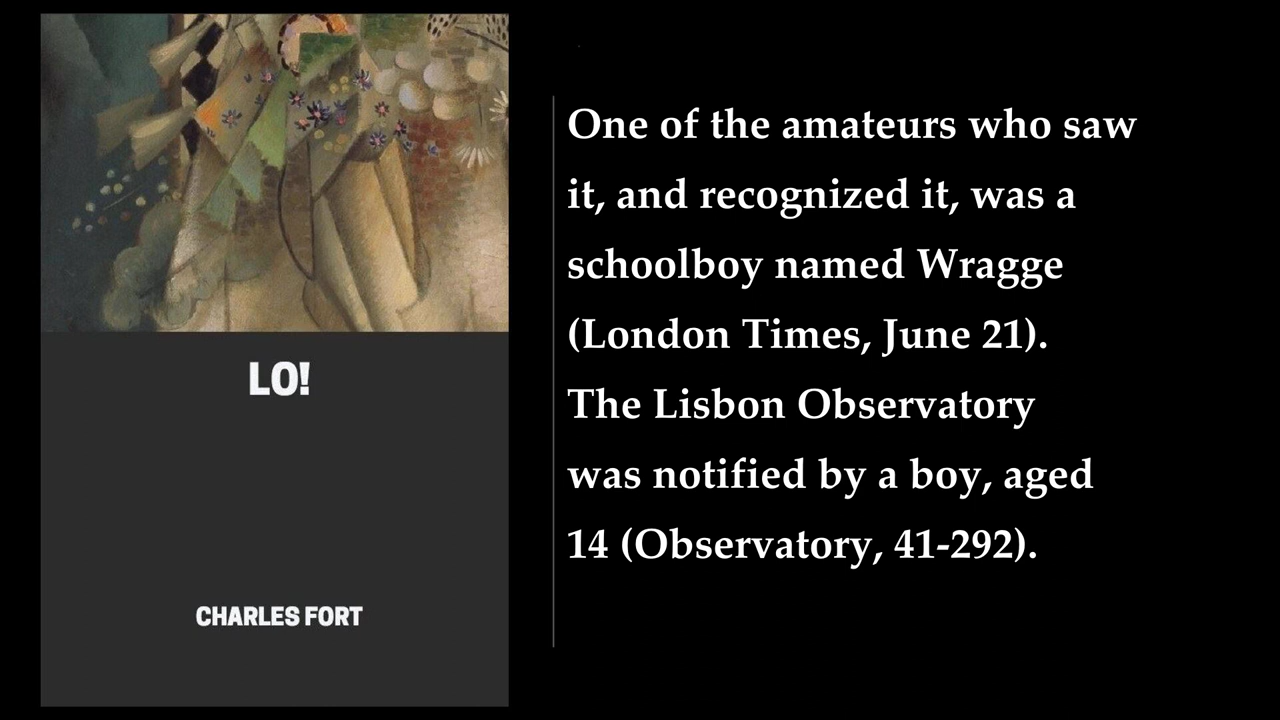 LO!
CHARLES FORT
One of the amateurs who saw
it, and recognized it, was a
schoolboy named Wragge
(London Times, June 21).
The Lisbon Observatory
was notified by a boy, aged
14 (Observatory, 41-292).